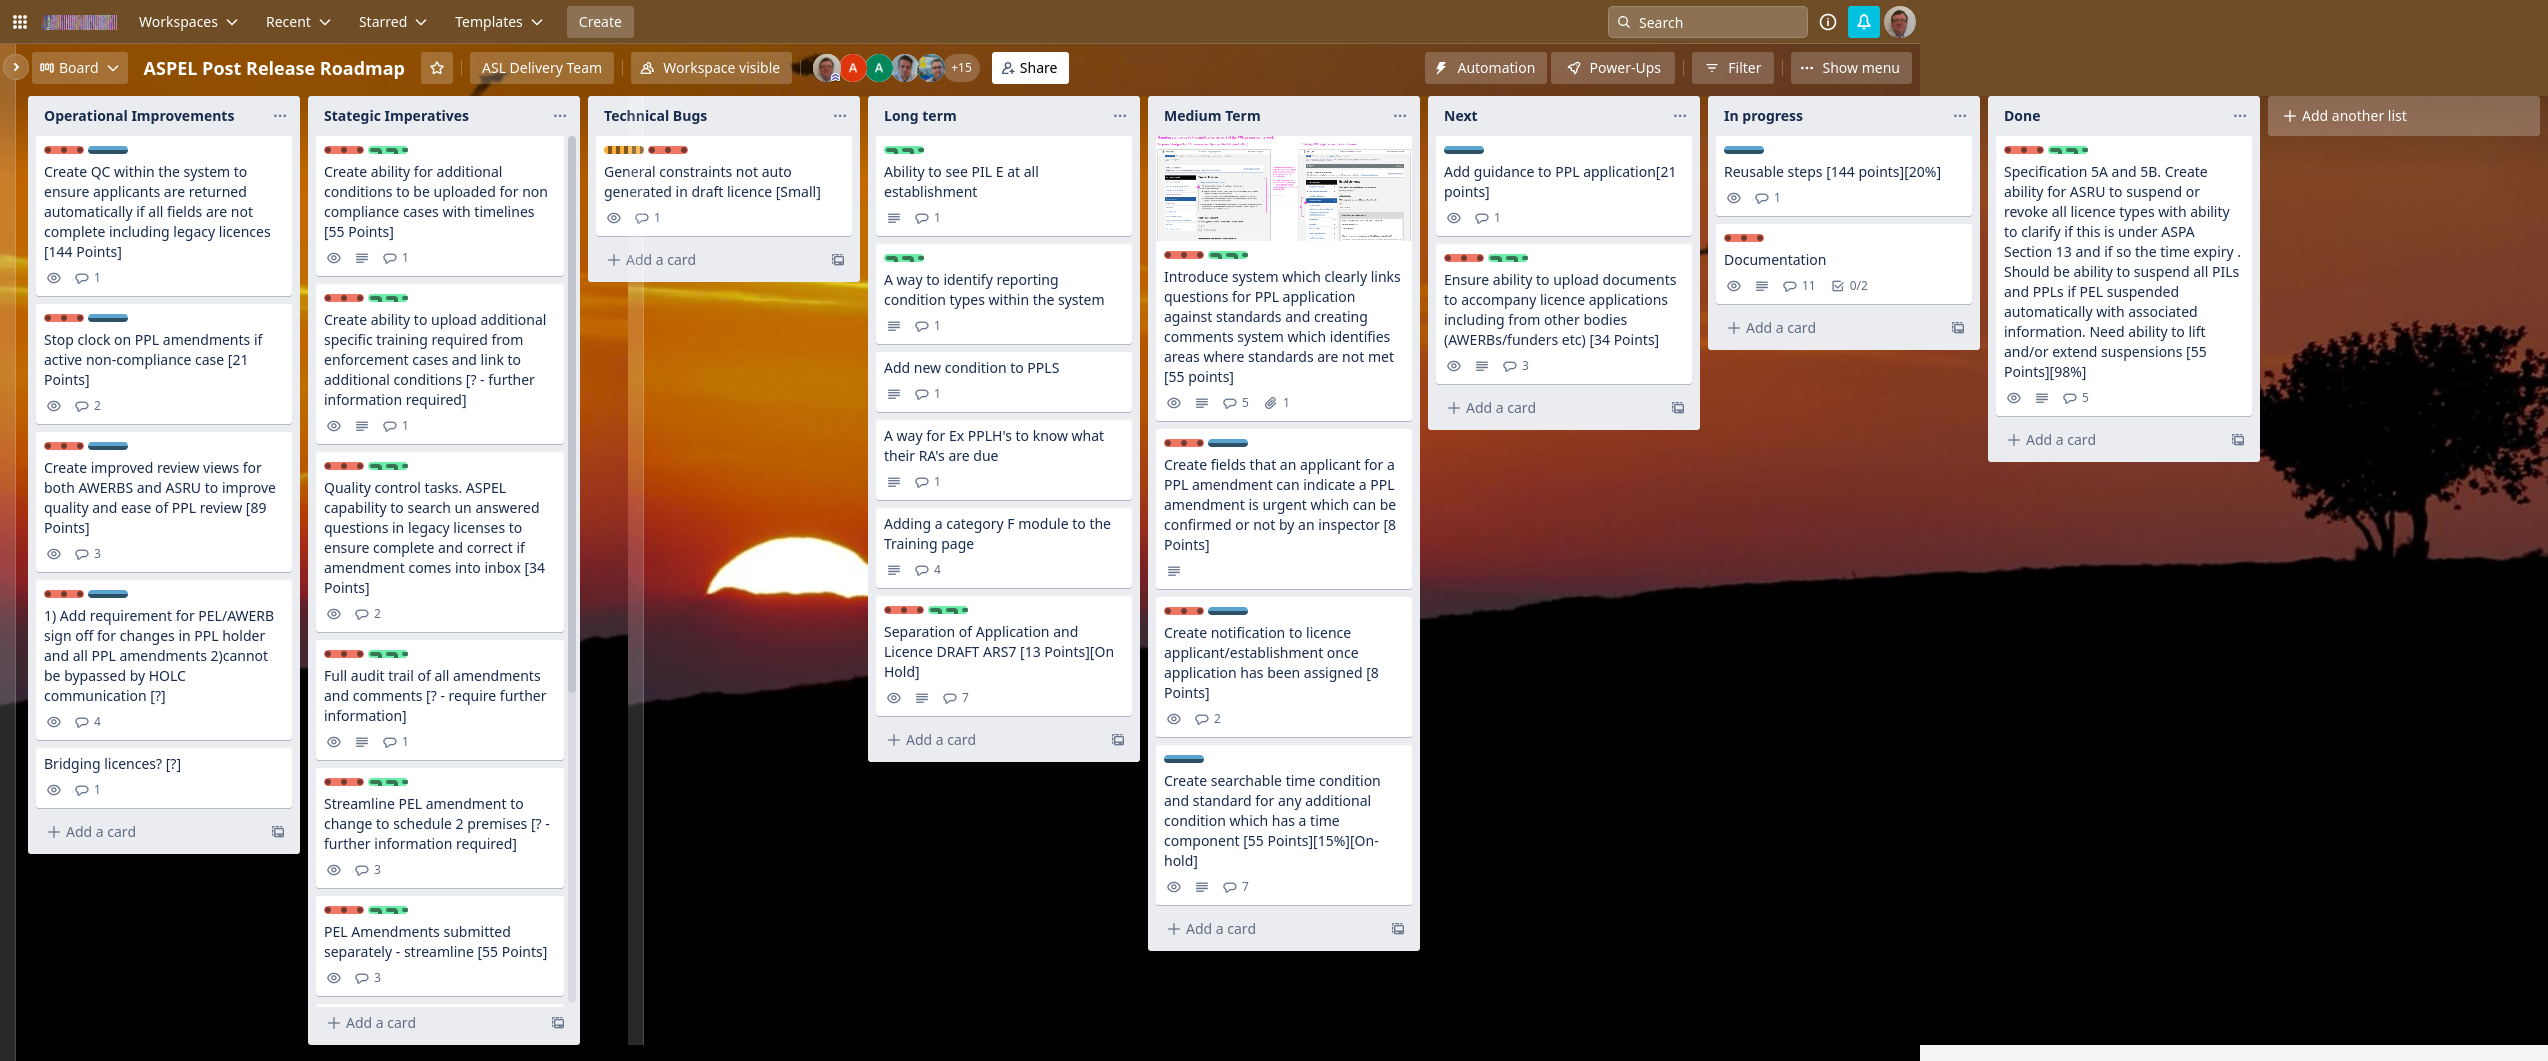 Workspaces
Recent
Starred
Templates
Create
Search
Board
ASPEL Post Release Roadmap
ASL Delivery Team
Workspace visible
A
A
+15
Share
Automation
Power-Ups
Filter
Show menu
Operational Improvements
Create QC within the system to
ensure applicants are returned
automatically if all fields are not
complete including legacy licences
[144 Points]
1
Stop clock on PPL amendments if
active non-compliance case [21
Points]
2
Create improved review views for
both AWERBS and ASRU to improve
quality and ease of PPL review [89
Points]
3
1) Add requirement for PEL/AWERB
sign off for changes in PPL holder
and all PPL amendments 2)cannot
be bypassed by HOLC
communication [?]
4
Bridging licences? [?]
1
Add a card
Stategic Imperatives
Create ability for additional
conditions to be uploaded for non
compliance cases with timelines
[55 Points]
1
Create ability to upload additional
specific training required from
enforcement cases and link to
additional conditions [? - further
information required]
1
Quality control tasks. ASPEL
capability to search un answered
questions in legacy licenses to
ensure complete and correct if
amendment comes into inbox [34
Points]
2
Full audit trail of all amendments
and comments [? - require further
information]
1
Streamline PEL amendment to
change to schedule 2 premises [? -
further information required]
3
PEL Amendments submitted
separately - streamline [55 Points]
3
Add a card
Technical Bugs
General constraints not auto
generated in draft licence [Small]
1
Add a card
Long term
Ability to see PIL E at all
establishment
1
A way to identify reporting
condition types within the system
1
Add new condition to PPLS
1
A way for Ex PPLH's to know what
their RA's are due
1
Adding a category F module to the
Training page
4
Separation of Application and
Licence DRAFT ARS7 [13 Points][On
Hold]
7
Add a card
Medium Term
Introduce system which clearly links
questions for PPL application
against standards and creating
comments system which identifies
areas where standards are not met
[55 points]
5
1
Create fields that an applicant for a
PPL amendment can indicate a PPL
amendment is urgent which can be
confirmed or not by an inspector [8
Points]
Create notification to licence
applicant/establishment once
application has been assigned [8
Points]
2
Create searchable time condition
and standard for any additional
condition which has a time
component [55 Points][15%][On-
hold]
7
Add a card
Next
Add guidance to PPL application[21
points]
1
Ensure ability to upload documents
to accompany licence applications
including from other bodies
(AWERBs/funders etc) [34 Points]
3
Add a card
In progress
Reusable steps [144 points][20%]
1
Documentation
11
0/2
Add a card
Done
Specification 5A and 5B. Create
ability for ASRU to suspend or
revoke all licence types with ability
to clarify if this is under ASPA
Section 13 and if so the time expiry .
Should be ability to suspend all PILs
and PPLs if PEL suspended
automatically with associated
information. Need ability to lift
and/or extend suspensions [55
Points][98%]
5
Add a card
Add another list